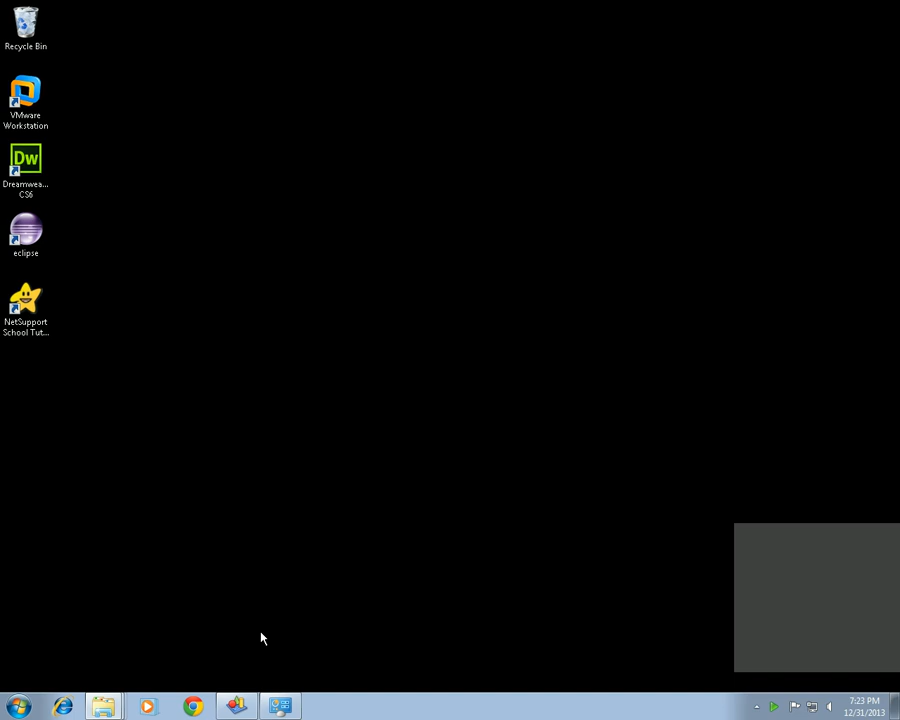 Recycle Bin
VMware
Workstation
Dw
Dreamwea...
CS6
eclipse
NetSupport
School Tut...
7:23 PM
12/31/2013